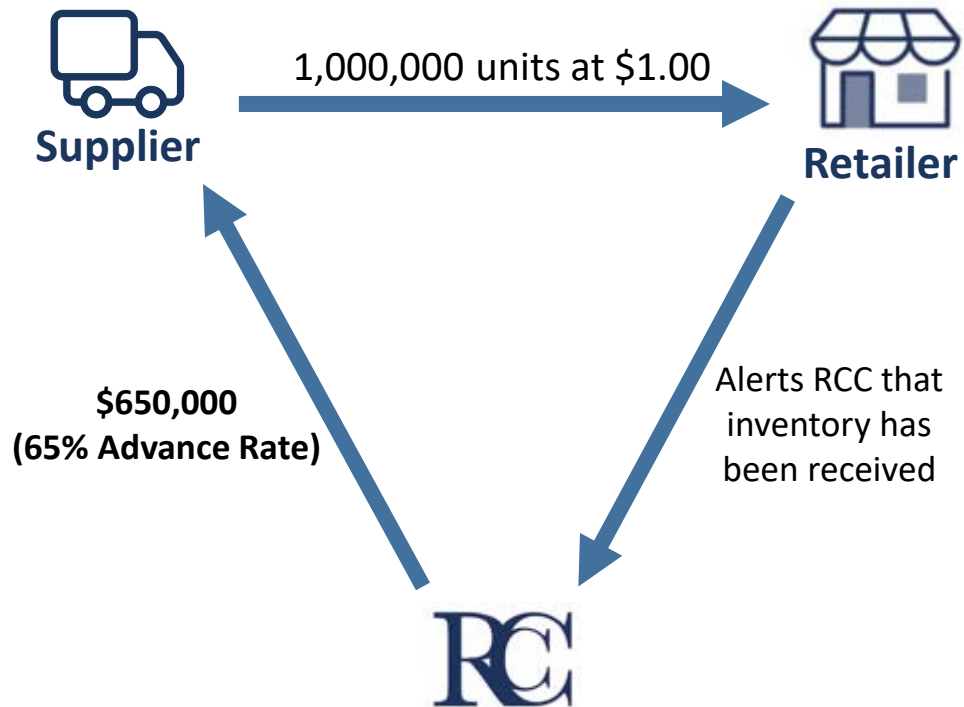 1,000,000 units at $1.00
Supplier
Retailer
$650,000
(65% Advance Rate)
Alerts RCC that
inventory has
been received
RCC